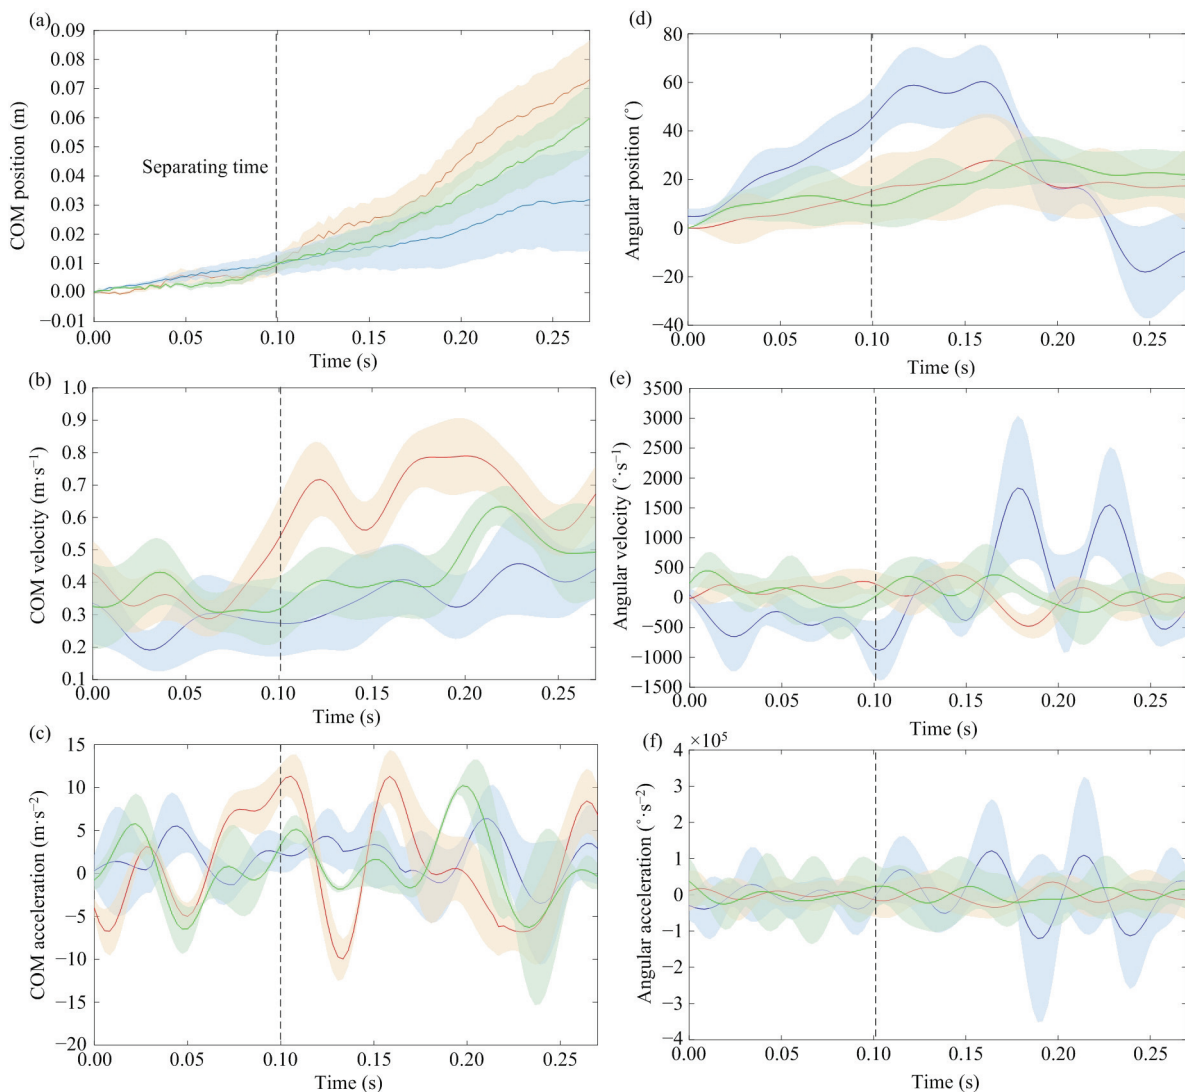 (a)
0.09
0.08
0.07
0.06
0.05
0.04
0.03
0.02
0.01
0.00
−0.01
COM position (m)
Separating time
0.00 0.05 0.10 0.15 0.20 0.25
Time (s)
(d)
80
60
40
20
0
−20
−40
Angular position (°)
0.00 0.05 0.10 0.15 0.20 0.25
Time (s)
(b)
1.0
0.9
0.8
0.7
0.6
0.5
0.4
0.3
0.2
0.1
COM velocity (m·s−1)
0.00 0.05 0.10 0.15 0.20 0.25
Time (s)
(e)
3500
3000
2500
2000
1500
1000
500
0
−500
−1000
−1500
Angular velocity (°·s−1)
0.00 0.05 0.10 0.15 0.20 0.25
Time (s)
(c)
15
10
5
0
−5
−10
−15
−20
COM acceleration (m·s−2)
0.00 0.05 0.10 0.15 0.20 0.25
Time (s)
(f)
×10⁵
4
3
2
1
0
−1
−2
−3
−4
Angular acceleration (°·s−2)
0.00 0.05 0.10 0.15 0.20 0.25
Time (s)